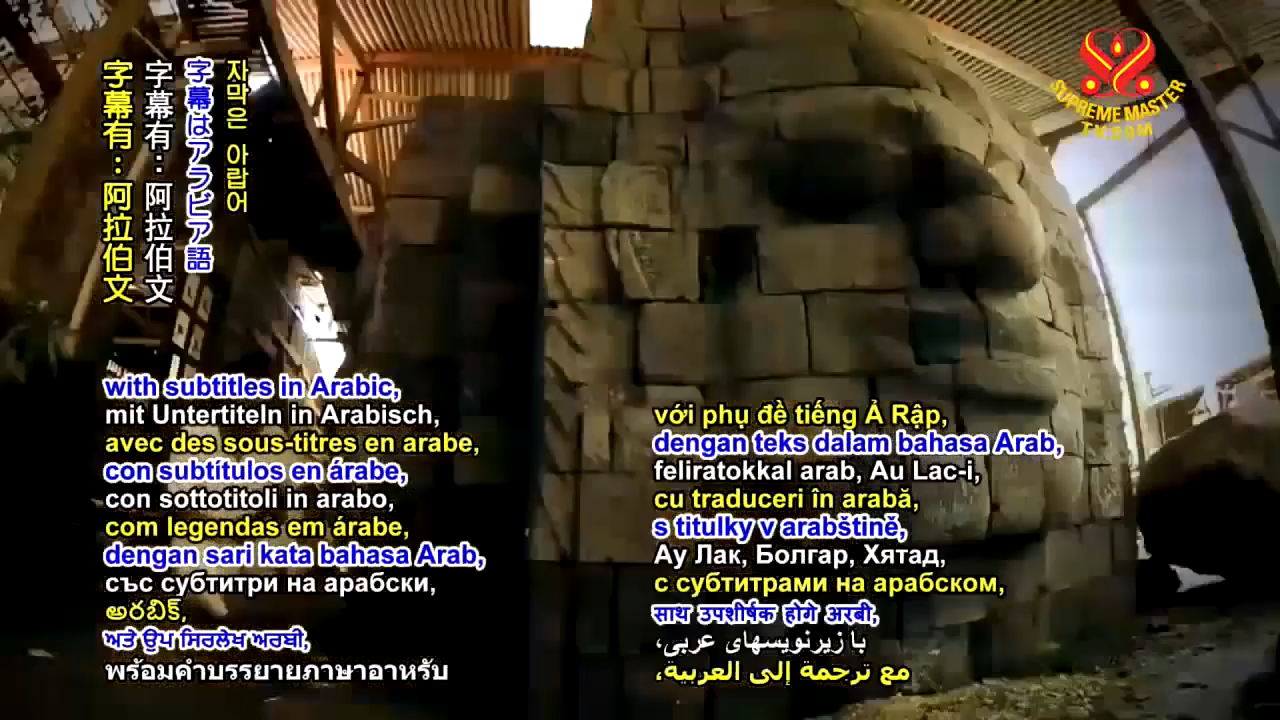 자막은 아랍어
字幕はアラビア語
字幕有：阿拉伯文
字幕有：阿拉伯文
SUPREME MASTER
TV.COM
with subtitles in Arabic,
mit Untertiteln in Arabisch,
avec des sous-titres en arabe,
con subtítulos en árabe,
con sottotitoli in arabo,
com legendas em árabe,
dengan sari kata bahasa Arab,
със субтитри на арабски,
అరబిక్,
ਅਤੇ ਉਪ ਸਿਰਲੇਖ ਅਰਬੀ,
พร้อมคำบรรยายภาษาอาหรับ
với phụ đề tiếng Ả Rập,
dengan teks dalam bahasa Arab,
feliratokkal arab, Au Lac-i,
cu traduceri în arabă,
s titulky v arabštině,
Ау Лак, Болгар, Хятад,
с субтитрами на арабском,
साथ उपशीर्षक होगे अरबी,
با زیرنویسهای عربی،
مع ترجمة إلى العربية،